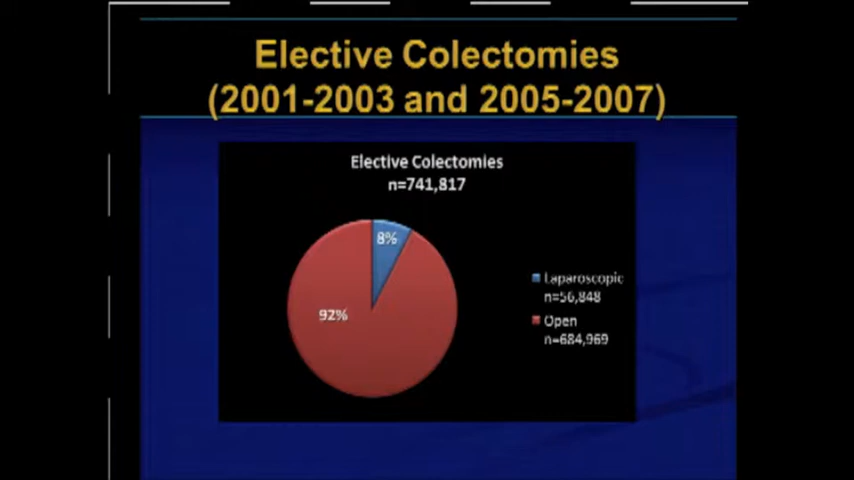 Elective Colectomies
(2001-2003 and 2005-2007)
Elective Colectomies
n=741,817
8%
92%
Laparoscopic
n=56,848
Open
n=684,969